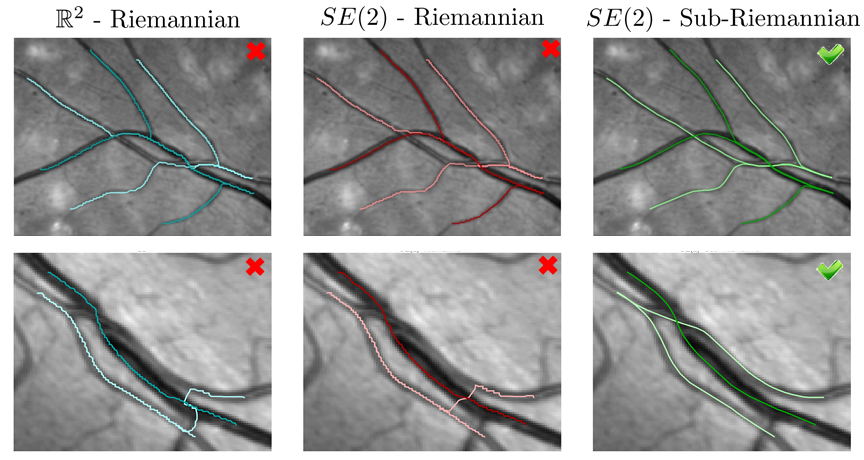 ℝ² - Riemannian
SE(2) - Riemannian
SE(2) - Sub-Riemannian